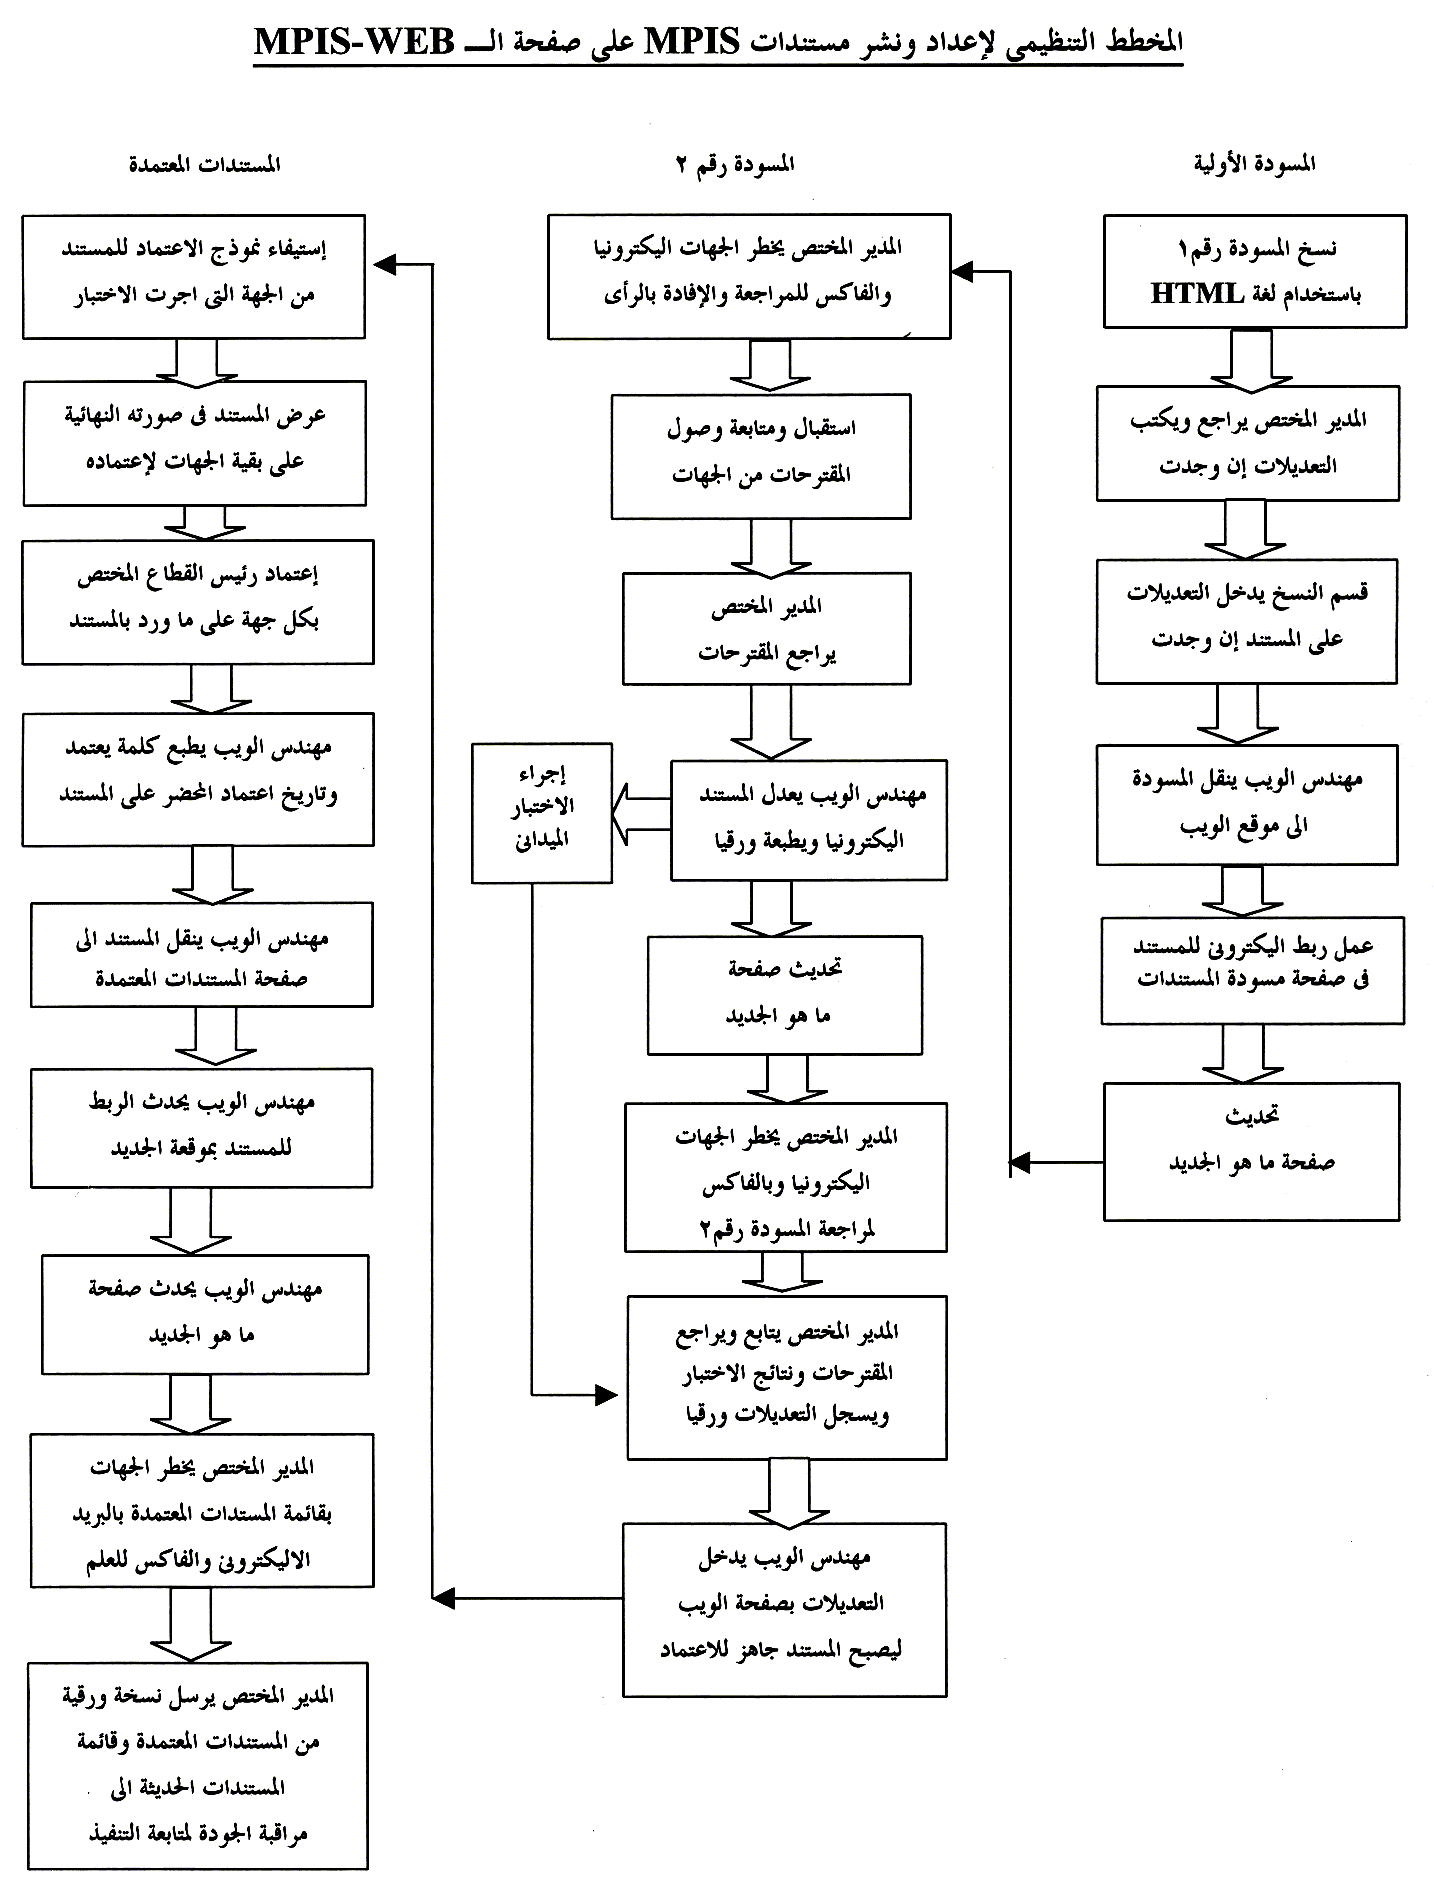 المخطط التنظيمى لإعداد ونشر مستندات MPIS على صفحة الـــ MPIS-WEB
المسودة الأولية
نسخ المسودة رقم١
باستخدام لغة HTML
المدير المختص يراجع ويكتب
التعديلات إن وجدت
قسم النسخ يدخل التعديلات
على المستند إن وجدت
مهندس الويب ينقل المسودة
الى موقع الويب
عمل ربط اليكترونى للمستند
فى صفحة مسودة المستندات
تحديث
صفحة ما هو الجديد
المسودة رقم ٢
المدير المختص يخطر الجهات اليكترونيا
والفاكس للمراجعة والإفادة بالرأى
استقبال ومتابعة وصول
المقترحات من الجهات
المدير المختص
يراجع المقترحات
مهندس الويب يعدل المستند
اليكترونيا ويطبعة ورقيا
إجراء
الاختبار
الميدانى
تحديث صفحة
ما هو الجديد
المدير المختص يخطر الجهات
اليكترونيا وبالفاكس
لمراجعة المسودة رقم٢
المدير المختص يتابع ويراجع
المقترحات ونتائج الاختبار
ويسجل التعديلات ورقيا
مهندس الويب يدخل
التعديلات بصفحة الويب
ليصبح المستند جاهز للاعتماد
المستندات المعتمدة
إستيفاء نموذج الاعتماد للمستند
من الجهة التى اجرت الاختبار
عرض المستند فى صورته النهائية
على بقية الجهات لإعتماده
إعتماد رئيس القطاع المختص
بكل جهة على ما ورد بالمستند
مهندس الويب يطبع كلمة يعتمد
وتاريخ اعتماد المحضر على المستند
مهندس الويب ينقل المستند الى
صفحة المستندات المعتمدة
مهندس الويب يحدث الربط
للمستند بموقعة الجديد
مهندس الويب يحدث صفحة
ما هو الجديد
المدير المختص يخطر الجهات
بقائمة المستدات المعتمدة بالبريد
الاليكترونى والفاكس للعلم
المدير المختص يرسل نسخة ورقية
من المستندات المعتمدة وقائمة
المستندات الحديثة الى
مراقبة الجودة لمتابعة التنفيذ